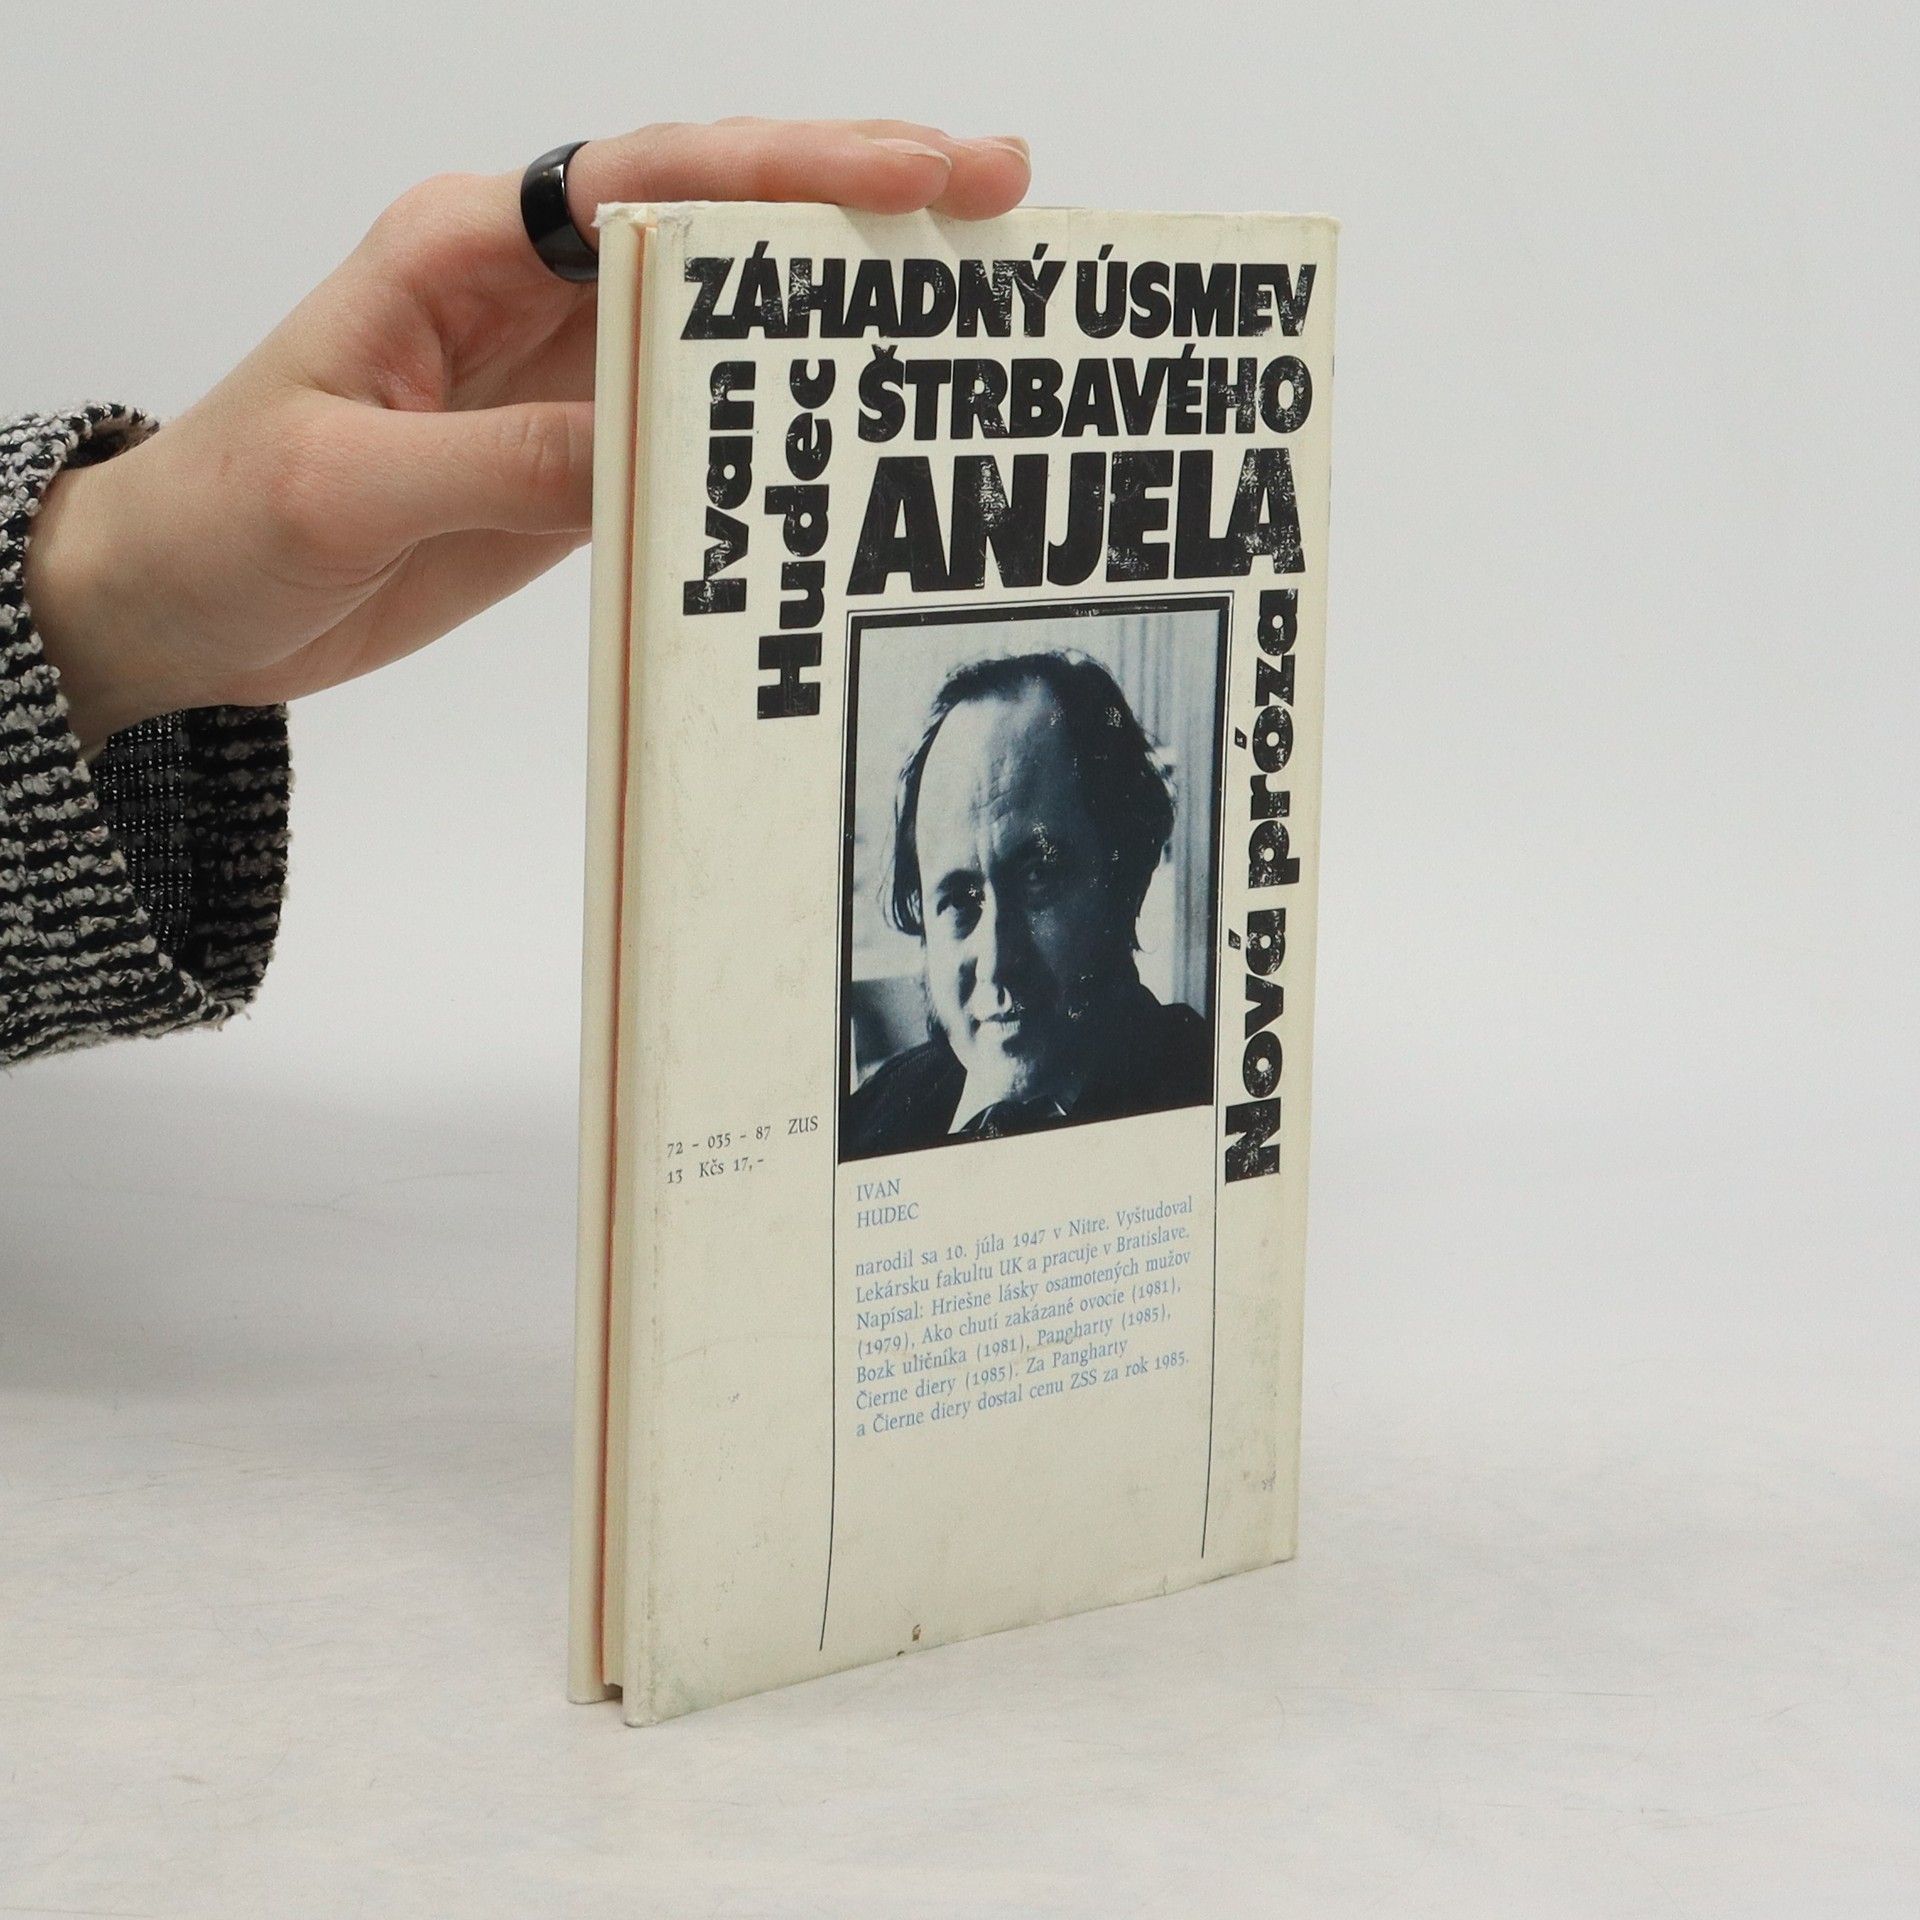 ZÁHADNÝ ÚSMEV
ŠTRBAVÉHO
ANJELA
Ivan
Hudec
Nová próza
72 – 035 – 87 ZUS
13 Kčs 17,–
IVAN
HUDEC
narodil sa 10. júla 1947 v Nitre. Vyštudoval
Lekársku fakultu UK a pracuje v Bratislave.
Napísal: Hriešne lásky osamotených mužov
(1979), Ako chutí zakázané ovocie (1981),
Bozk uličníka (1981), Pangharty (1985),
Čierne diery (1985). Za Pangharty
a Čierne diery dostal cenu ZSS za rok 1985.